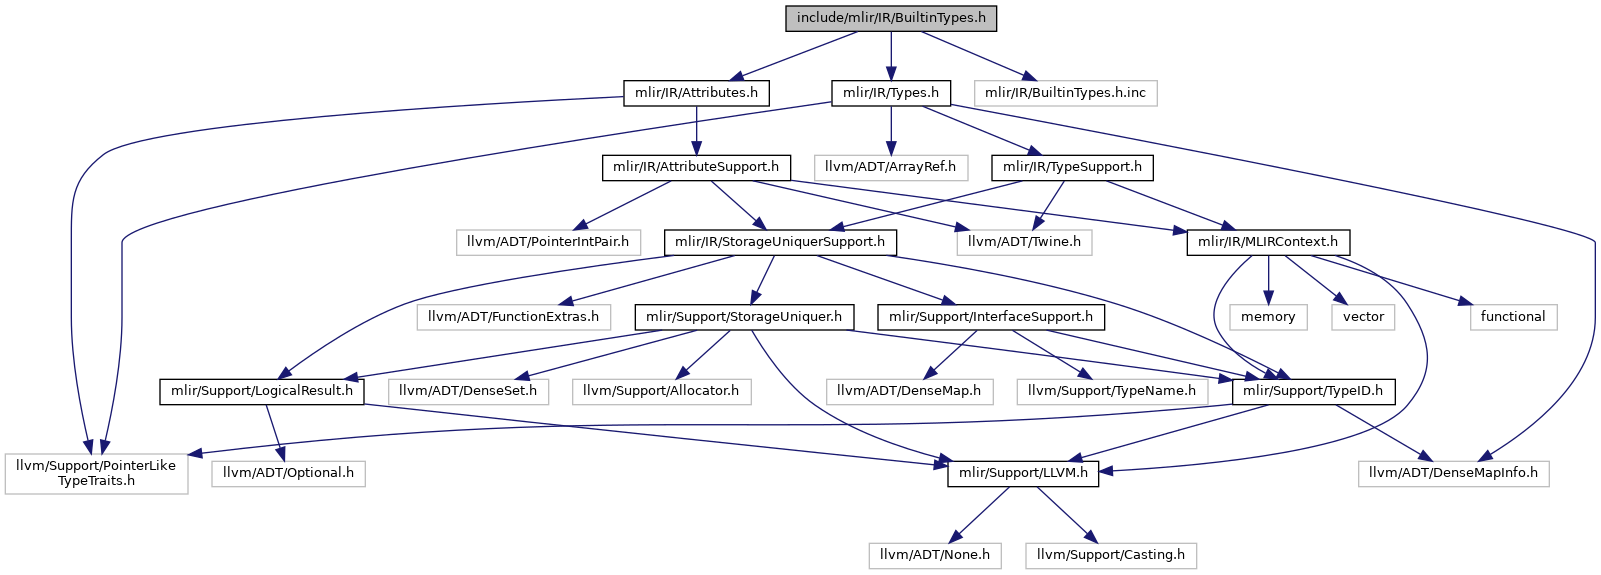 include/mlir/IR/BuiltinTypes.h
mlir/IR/Attributes.h
mlir/IR/Types.h
mlir/IR/BuiltinTypes.h.inc
mlir/IR/AttributeSupport.h
llvm/ADT/ArrayRef.h
mlir/IR/TypeSupport.h
llvm/ADT/PointerIntPair.h
mlir/IR/StorageUniquerSupport.h
llvm/ADT/Twine.h
mlir/IR/MLIRContext.h
llvm/ADT/FunctionExtras.h
mlir/Support/StorageUniquer.h
mlir/Support/InterfaceSupport.h
memory
vector
functional
mlir/Support/LogicalResult.h
llvm/ADT/DenseSet.h
llvm/Support/Allocator.h
llvm/ADT/DenseMap.h
llvm/Support/TypeName.h
mlir/Support/TypeID.h
llvm/Support/PointerLike
TypeTraits.h
llvm/ADT/Optional.h
mlir/Support/LLVM.h
llvm/ADT/DenseMapInfo.h
llvm/ADT/None.h
llvm/Support/Casting.h